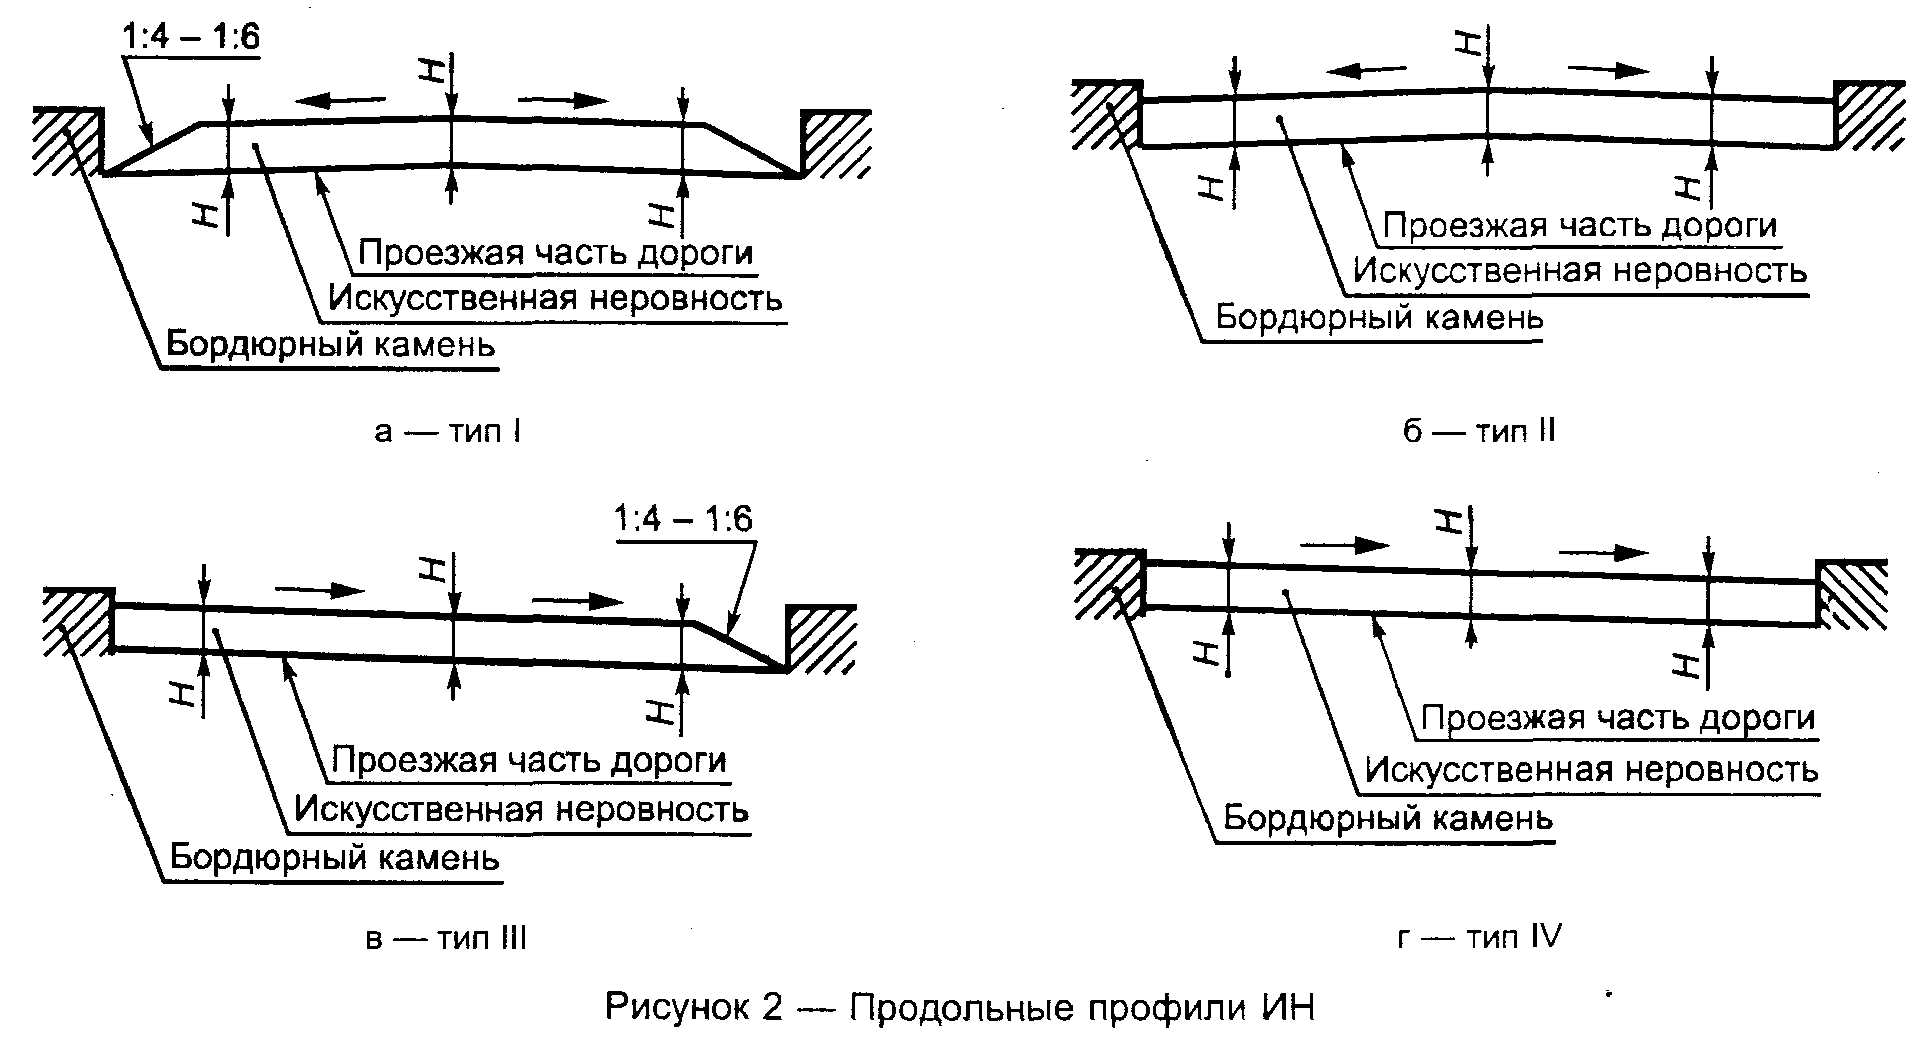 1:4 – 1:6
H
H
H
Проезжая часть дороги
Искусственная неровность
Бордюрный камень
а — тип I
H
H
H
Проезжая часть дороги
Искусственная неровность
Бордюрный камень
б — тип II
1:4 – 1:6
H
H
H
Проезжая часть дороги
Искусственная неровность
Бордюрный камень
в — тип III
H
H
H
Проезжая часть дороги
Искусственная неровность
Бордюрный камень
г — тип IV
Рисунок 2 — Продольные профили ИН